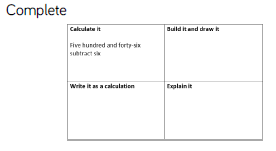 Complete
Calculate it
Build it and draw it
Five hundred and forty-six
subtract six
Write it as a calculation
Explain it